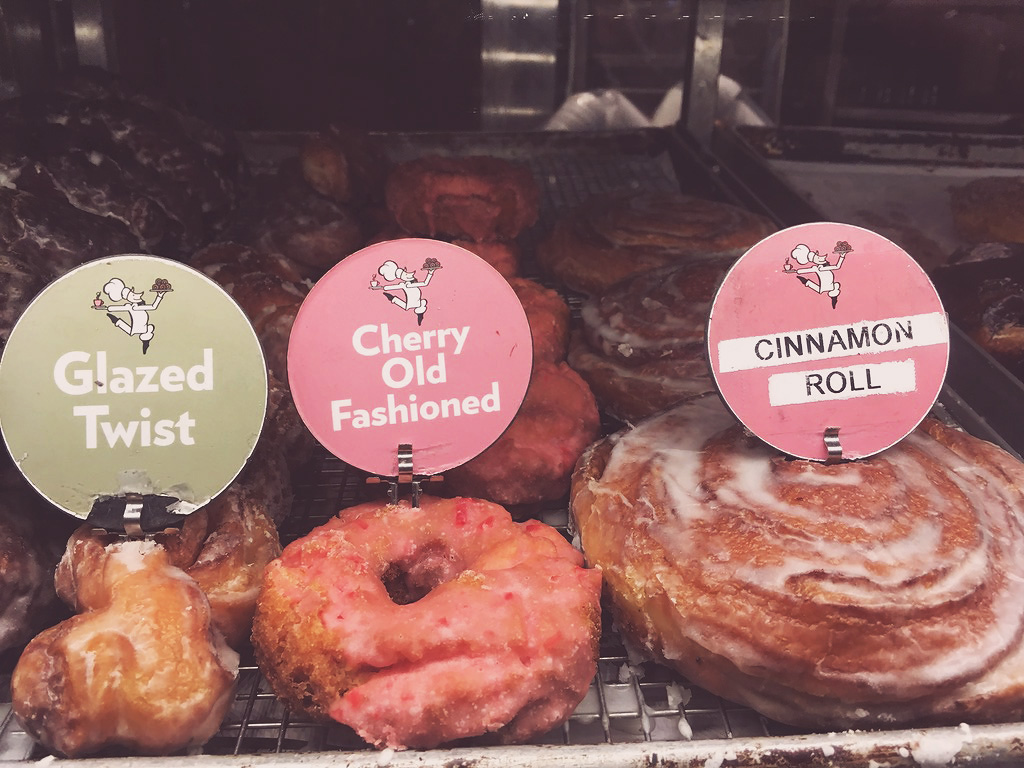 Glazed
Twist
Cherry
Old
Fashioned
CINNAMON
ROLL